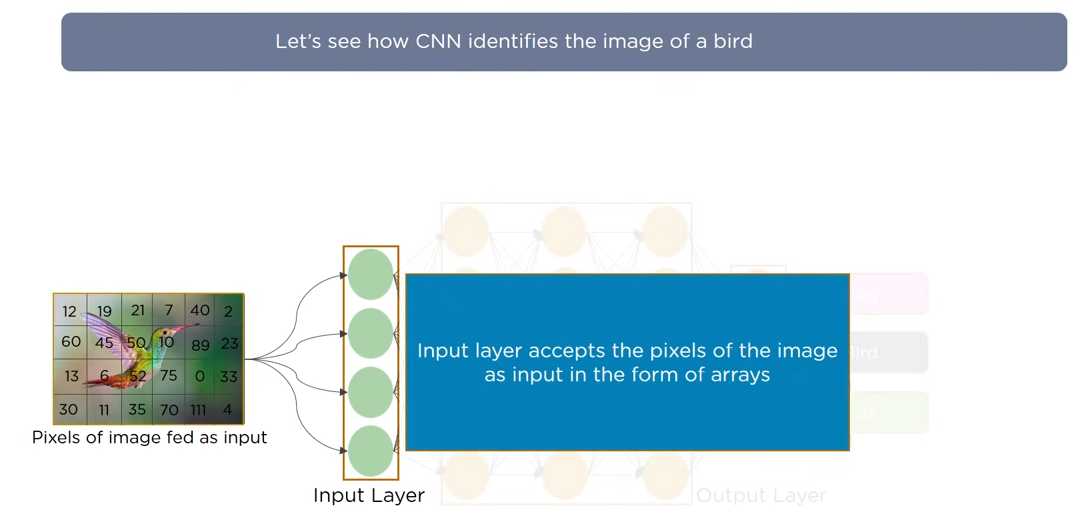 Let's see how CNN identifies the image of a bird
12 19 21 7 40 2
60 45 50 10 89 23
13 6 52 75 0 33
30 11 35 70 111 4
Pixels of image fed as input
Input layer accepts the pixels of the image
as input in the form of arrays
Input Layer
Output Layer